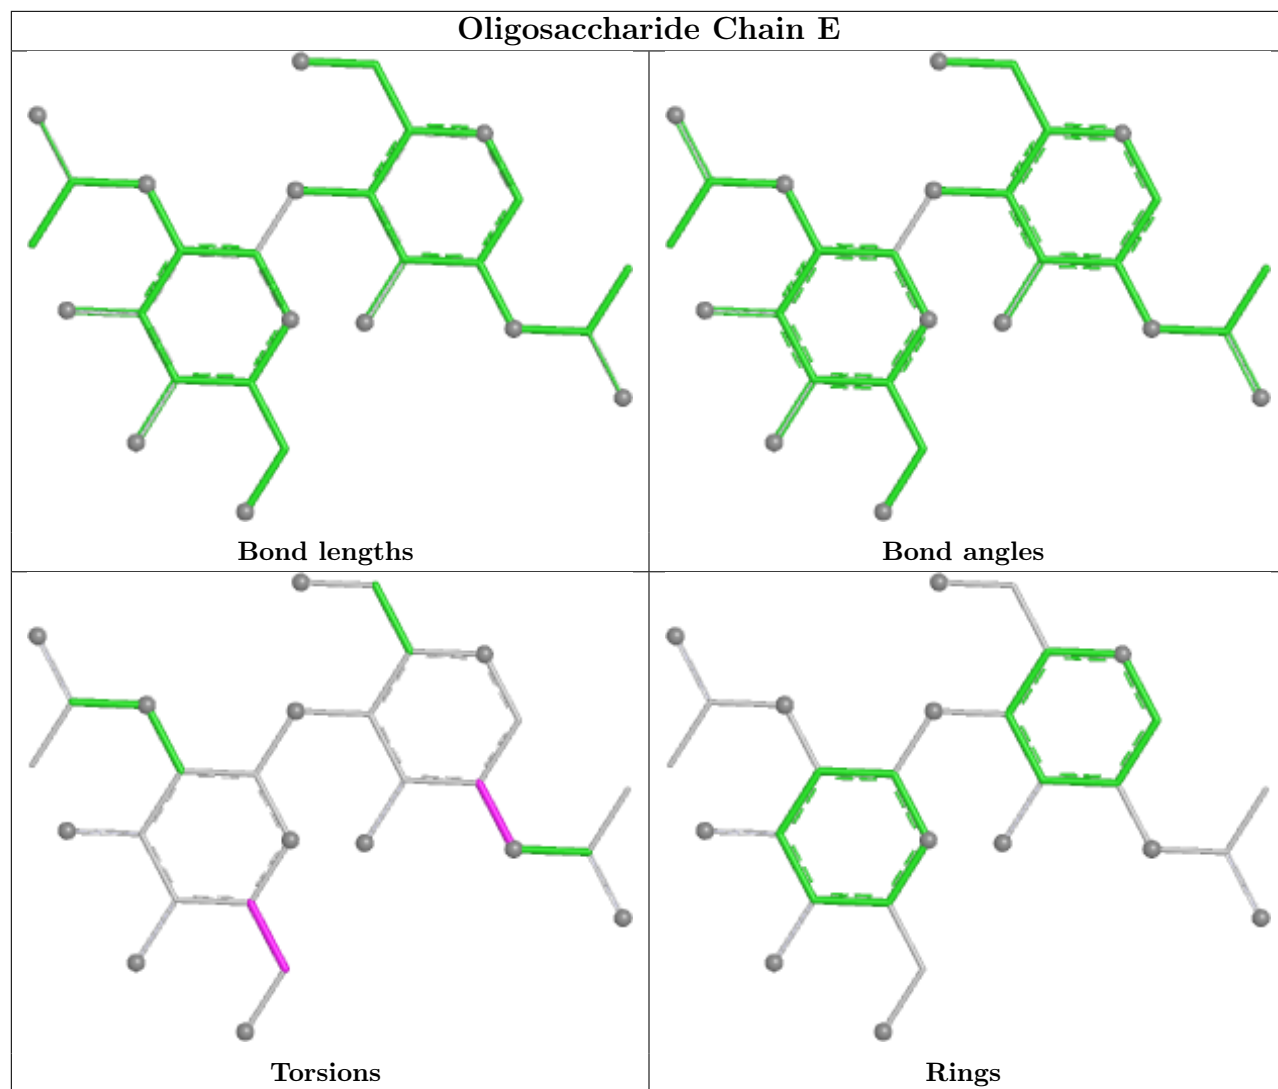 Oligosaccharide Chain E
Bond lengths
Bond angles
Torsions
Rings